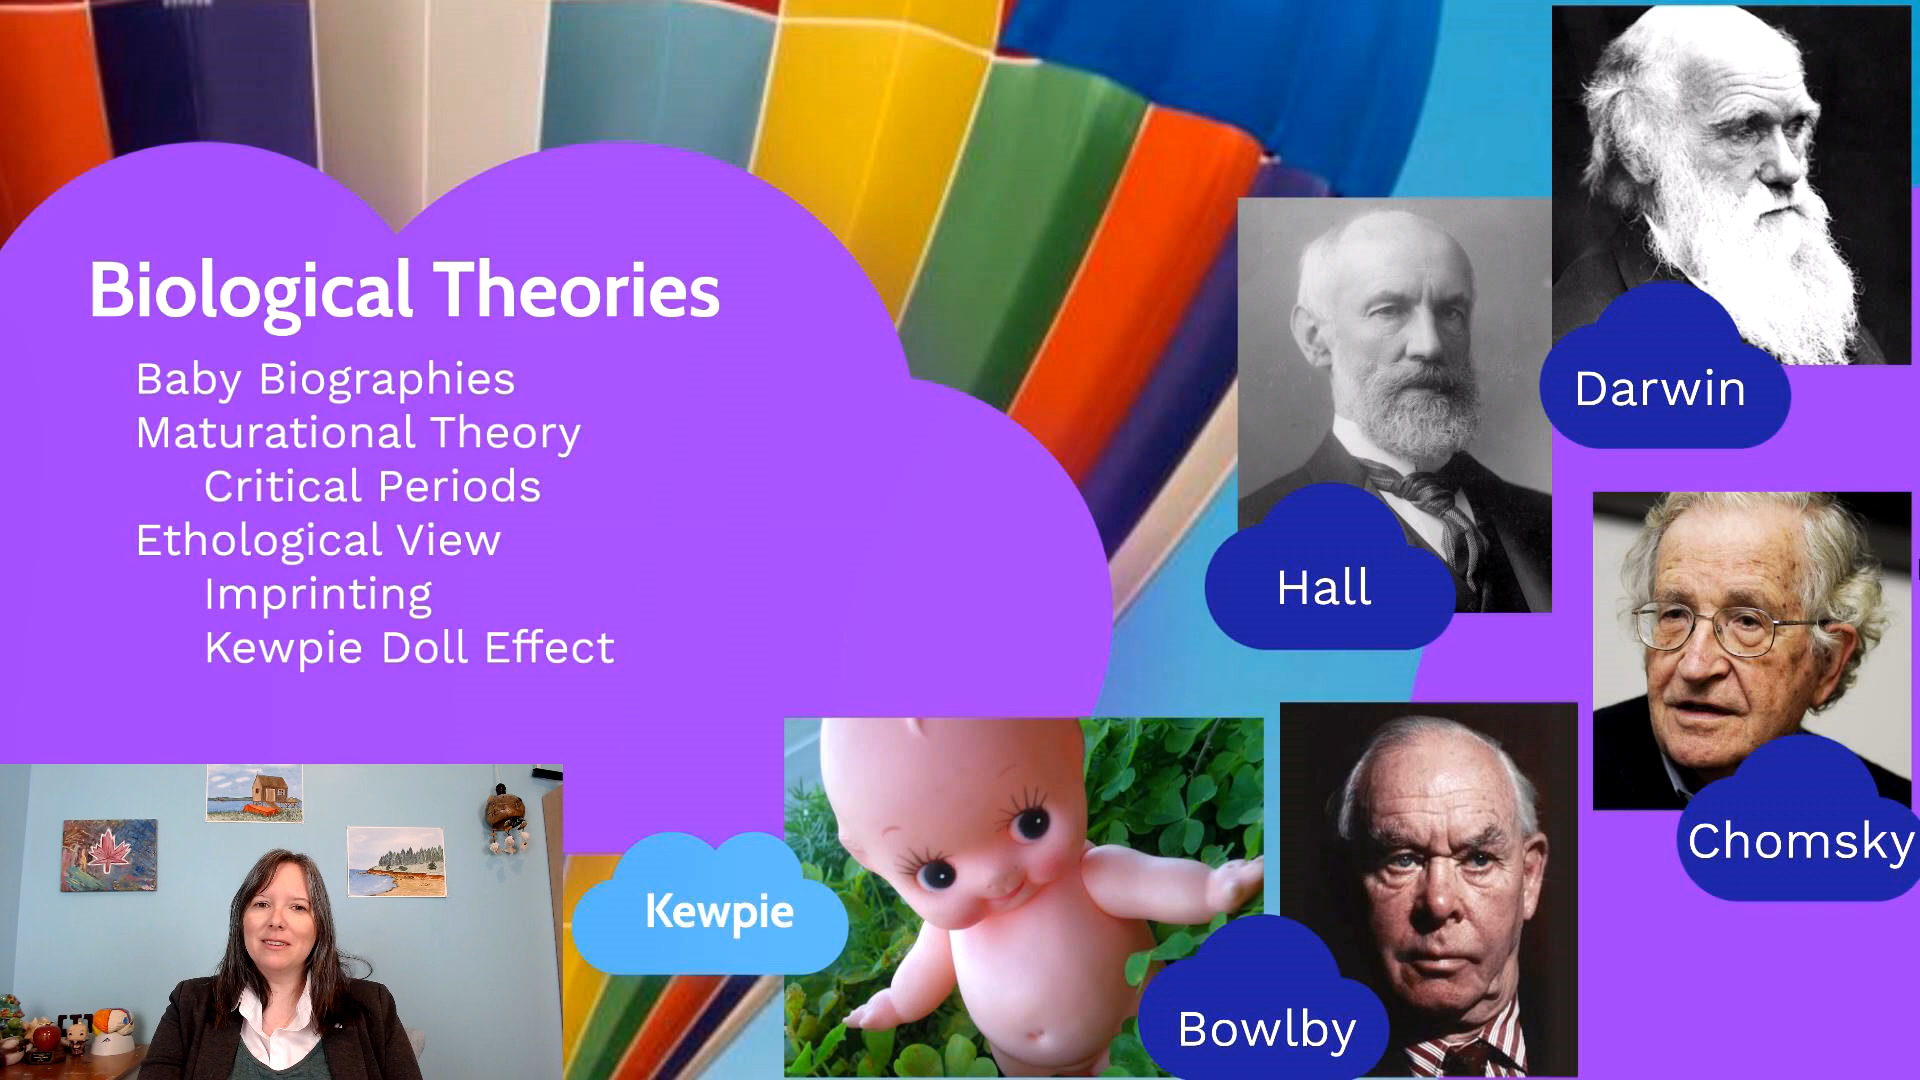 Biological Theories
Baby Biographies
Maturational Theory
Critical Periods
Ethological View
Imprinting
Kewpie Doll Effect
Darwin
Hall
Chomsky
Kewpie
Bowlby